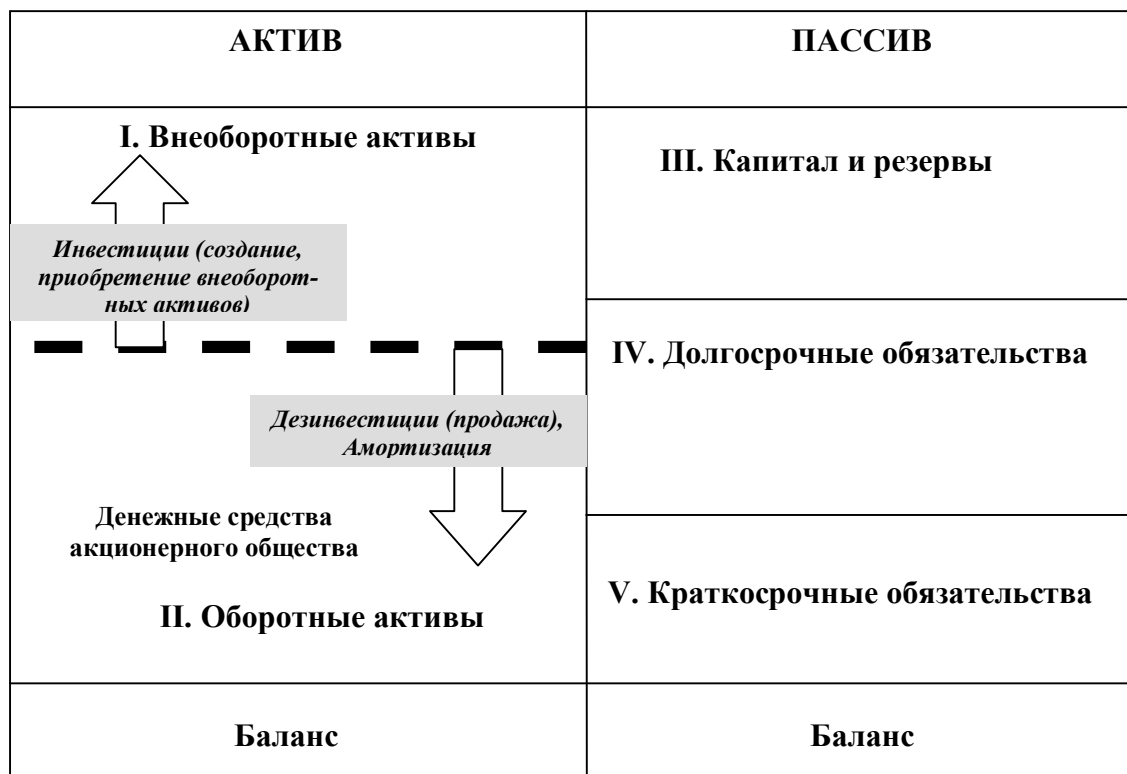 АКТИВ
ПАССИВ
I. Внеоборотные активы
Инвестиции (создание,
приобретение внеоборот-
ных активов)
Дезинвестиции (продажа),
Амортизация
Денежные средства
акционерного общества
II. Оборотные активы
III. Капитал и резервы
IV. Долгосрочные обязательства
V. Краткосрочные обязательства
Баланс
Баланс